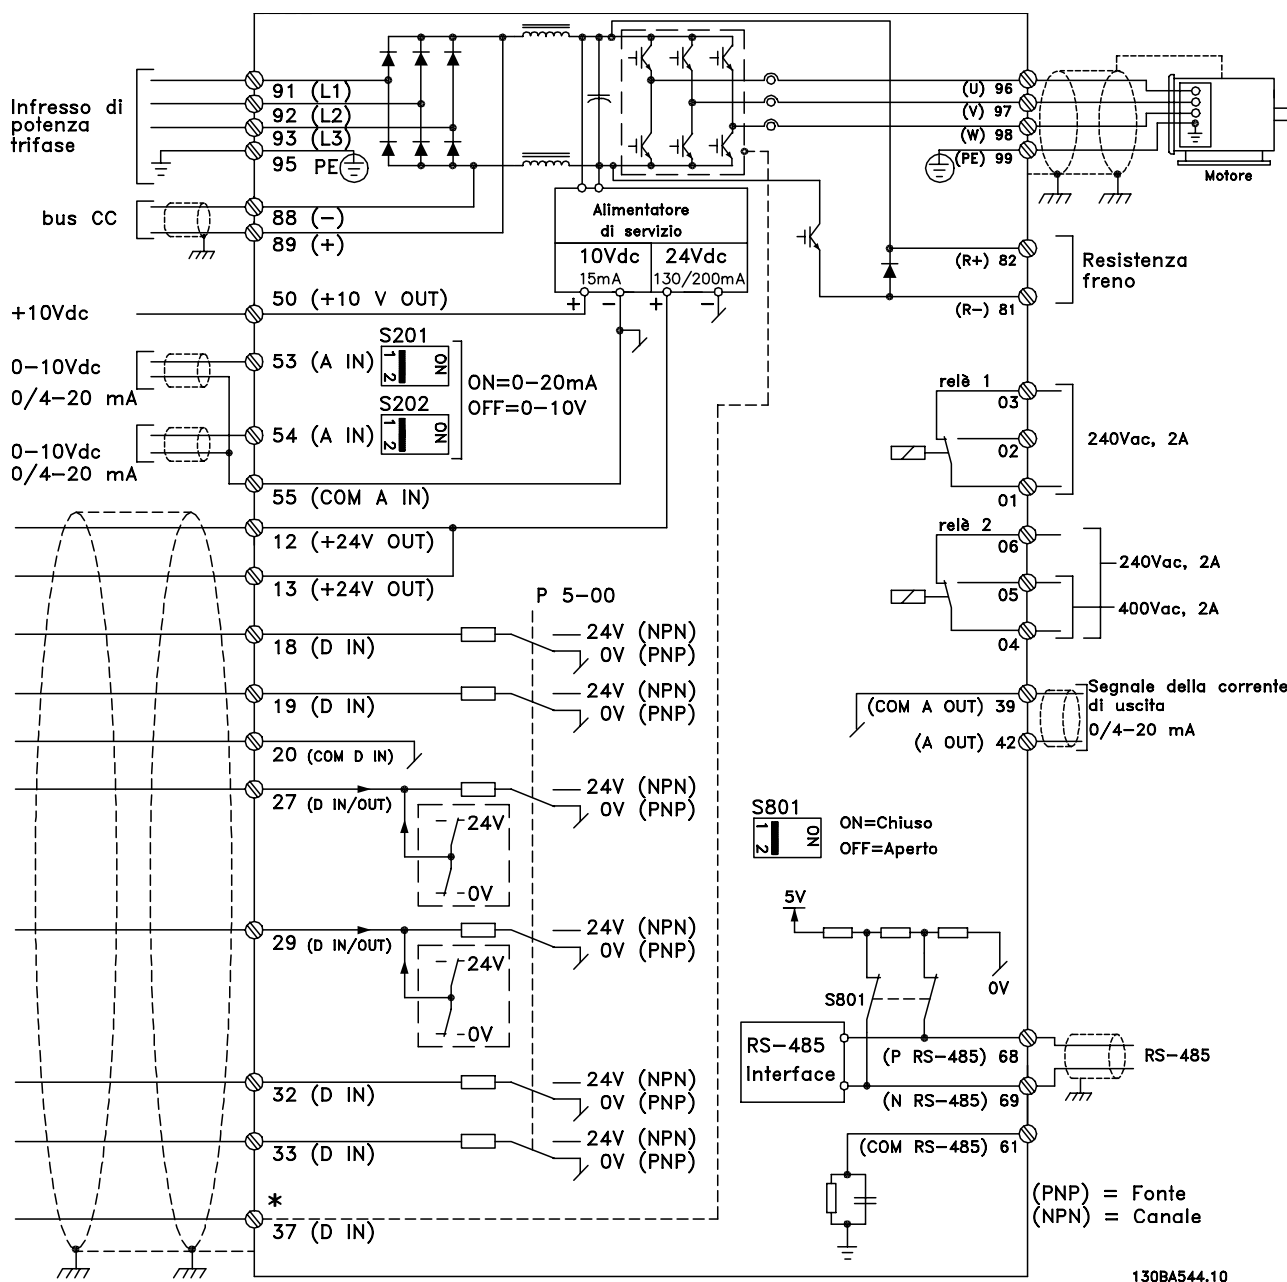 Infresso di
potenza
trifase
91 (L1)
92 (L2)
93 (L3)
95 PE
bus CC
88 (−)
89 (+)
+10Vdc
50 (+10 V OUT)
0−10Vdc
0/4−20 mA
53 (A IN)
S201
1 2
ON
ON=0−20mA
OFF=0−10V
0−10Vdc
0/4−20 mA
54 (A IN)
S202
1 2
ON
55 (COM A IN)
12 (+24V OUT)
13 (+24V OUT)
P 5-00
18 (D IN)
24V (NPN)
0V (PNP)
19 (D IN)
24V (NPN)
0V (PNP)
20 (COM D IN)
27 (D IN/OUT)
24V (NPN)
0V (PNP)
24V
0V
29 (D IN/OUT)
24V (NPN)
0V (PNP)
24V
0V
32 (D IN)
24V (NPN)
0V (PNP)
33 (D IN)
24V (NPN)
0V (PNP)
*
37 (D IN)
Alimentatore
di servizio
10Vdc
15mA
24Vdc
130/200mA
+ − + −
(U) 96
(V) 97
(W) 98
(PE) 99
Motore
(R+) 82
(R−) 81
Resistenza
freno
relè 1
03
02
01
240Vac, 2A
relè 2
06
05
04
240Vac, 2A
400Vac, 2A
(COM A OUT) 39
(A OUT) 42
Segnale della corrente
di uscita
0/4−20 mA
S801
1 2
ON
ON=Chiuso
OFF=Aperto
5V
S801
0V
RS−485
Interface
(P RS−485) 68
(N RS−485) 69
RS−485
(COM RS−485) 61
(PNP) = Fonte
(NPN) = Canale
130BA544.10